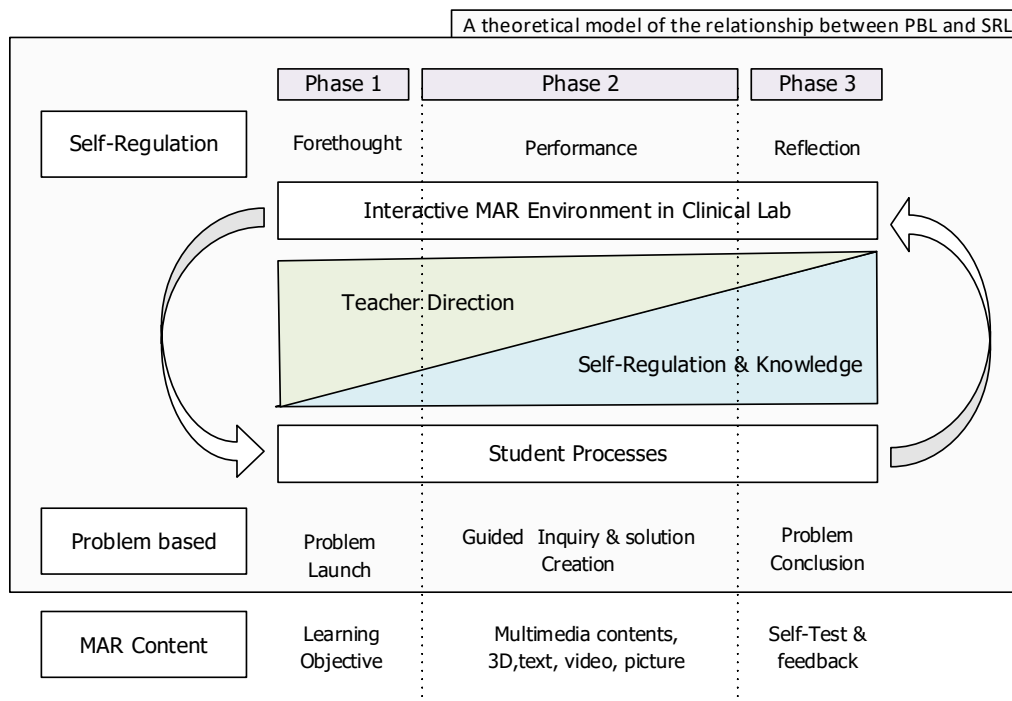 A theoretical model of the relationship between PBL and SRL
Phase 1
Phase 2
Phase 3
Self-Regulation
Forethought
Performance
Reflection
Interactive MAR Environment in Clinical Lab
Teacher Direction
Self-Regulation & Knowledge
Student Processes
Problem based
Problem
Launch
Guided Inquiry & solution
Creation
Problem
Conclusion
MAR Content
Learning
Objective
Multimedia contents,
3D,text, video, picture
Self-Test &
feedback